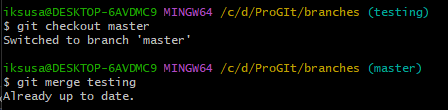 iksusa@DESKTOP-6AVDMC9 MINGW64 /c/d/ProGIt/branches (testing)
$ git checkout master
Switched to branch 'master'
iksusa@DESKTOP-6AVDMC9 MINGW64 /c/d/ProGIt/branches (master)
$ git merge testing
Already up to date.